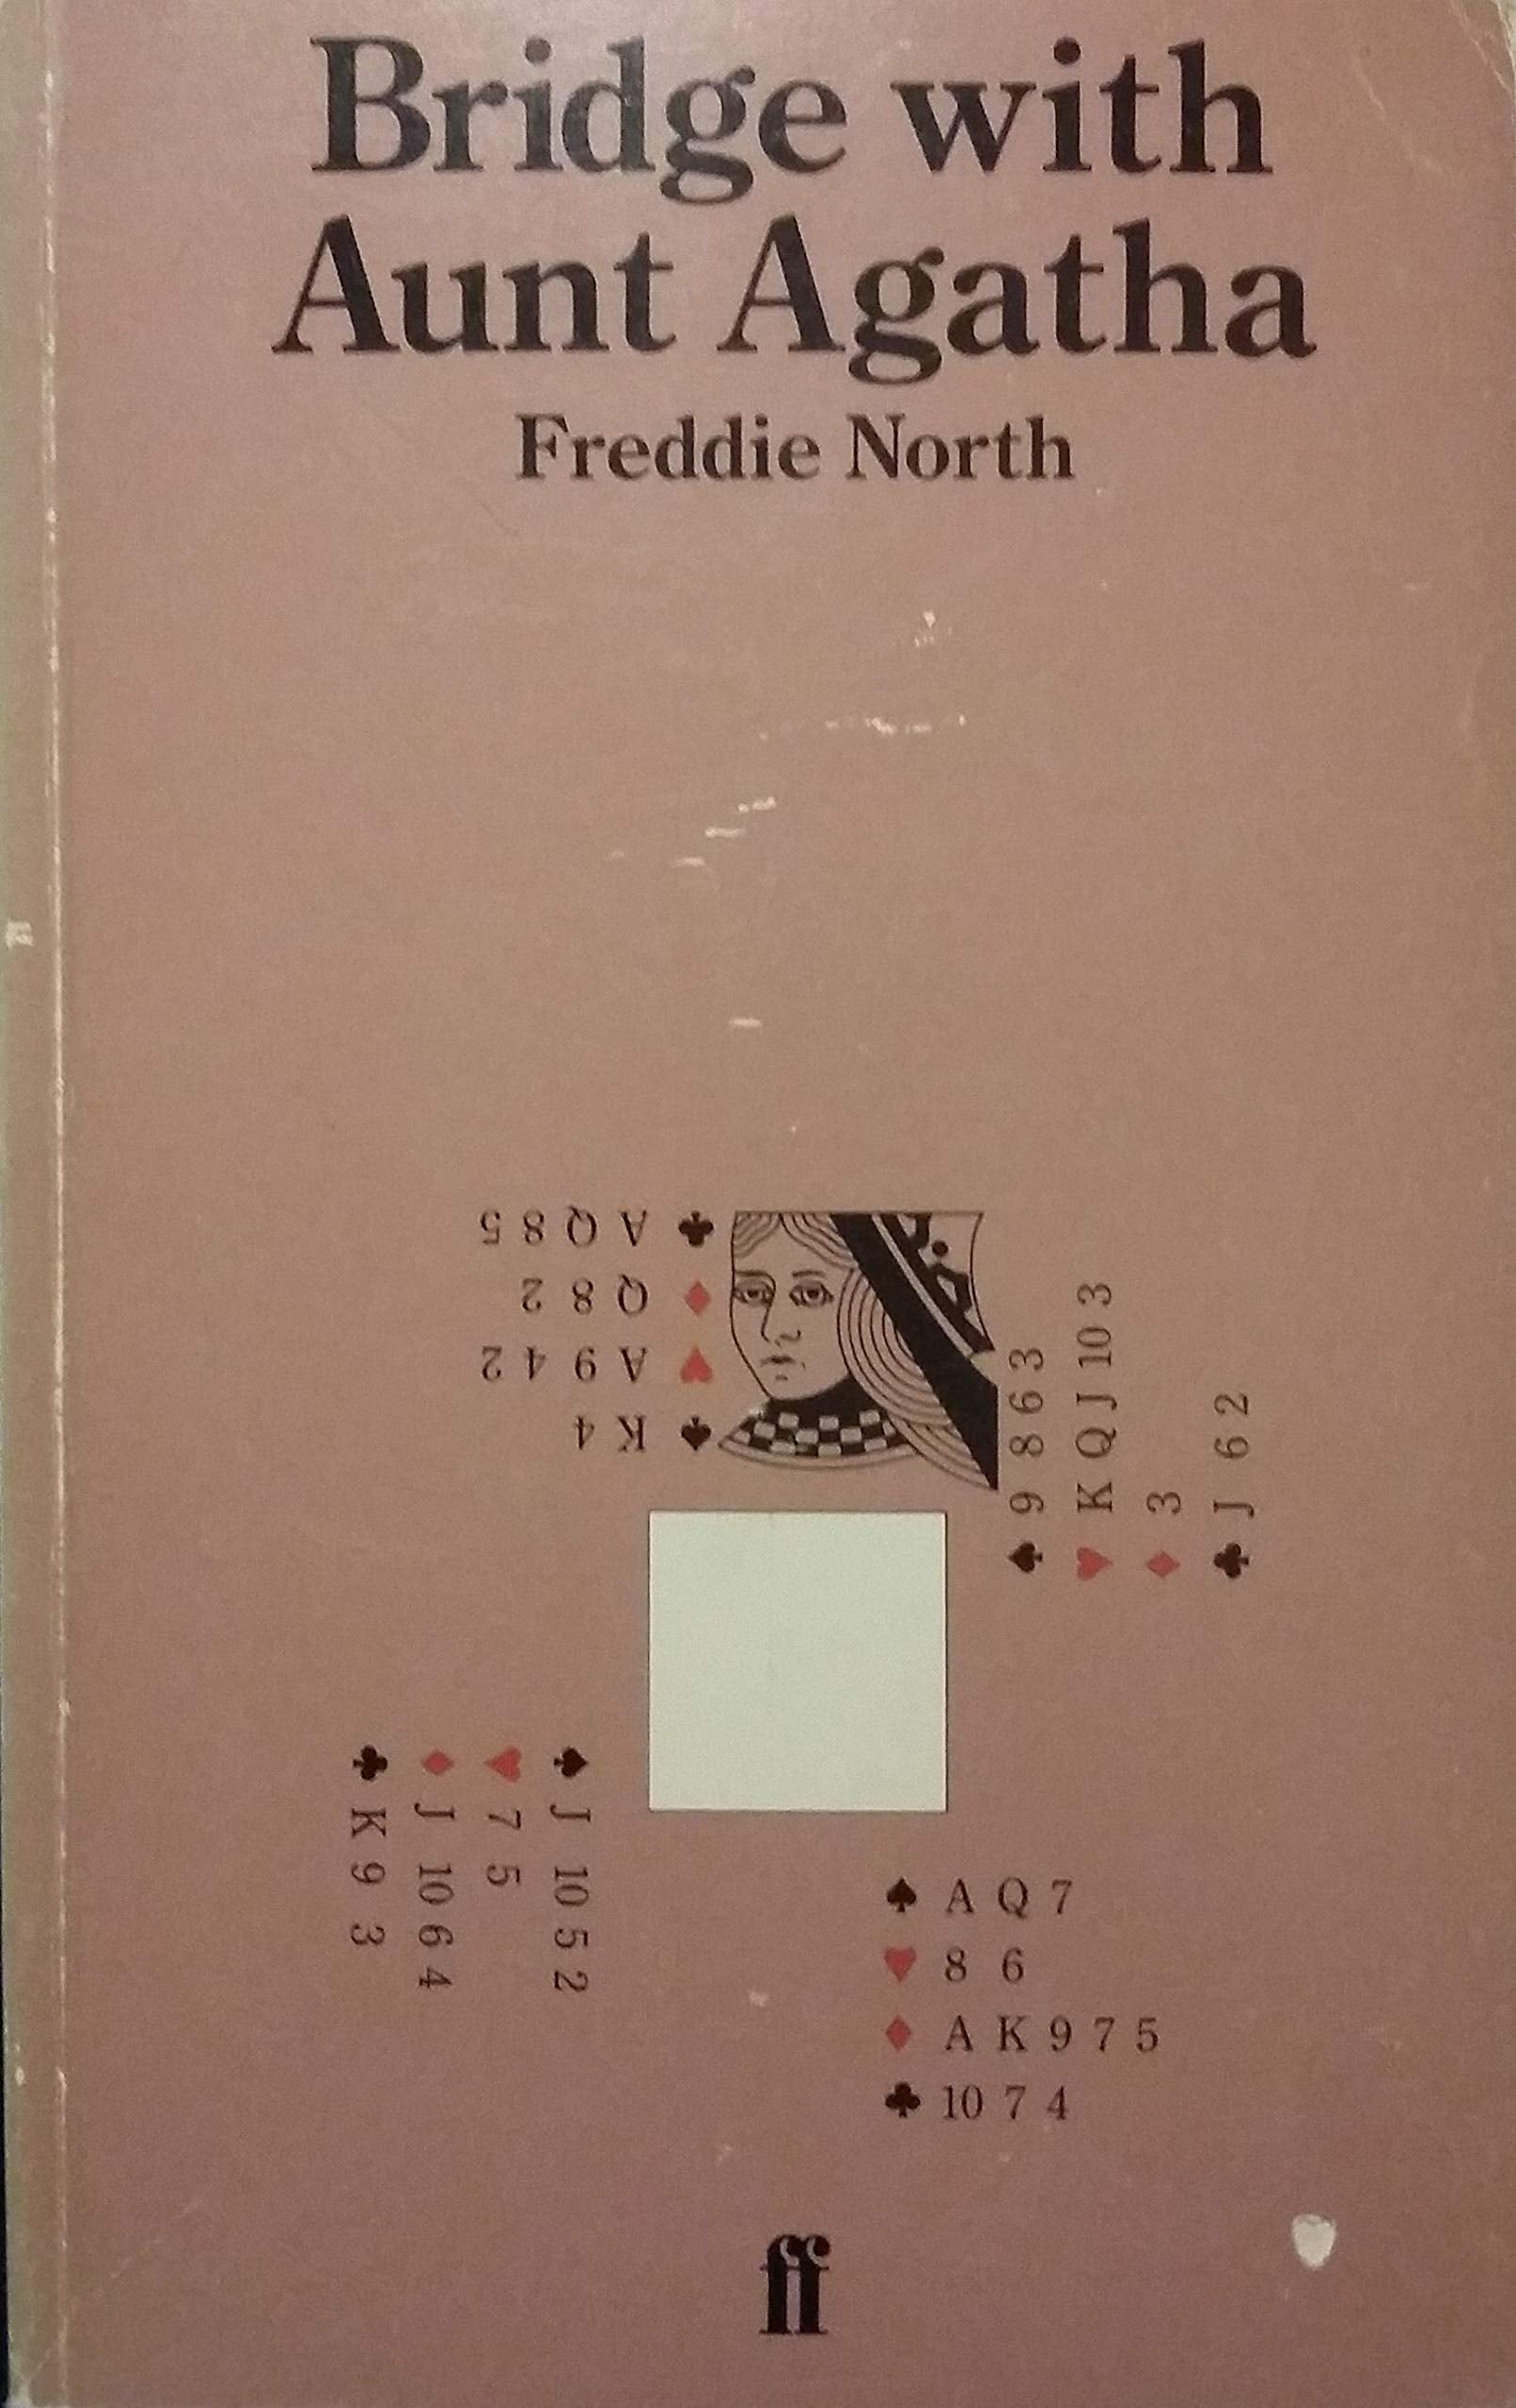 Bridge with
Aunt Agatha
Freddie North
♠ K 4
♥ A 9 4 2
♦ Q 8 2
♣ A Q 8 5
♠ 9 8 6 3
♥ K Q J 10 3
♦ 3
♣ J 6 2
♠ J 10 5 2
♥ 7 5
♦ J 10 6 4
♣ K 9 3
♠ A Q 7
♥ 8 6
♦ A K 9 7 5
♣ 10 7 4
ff